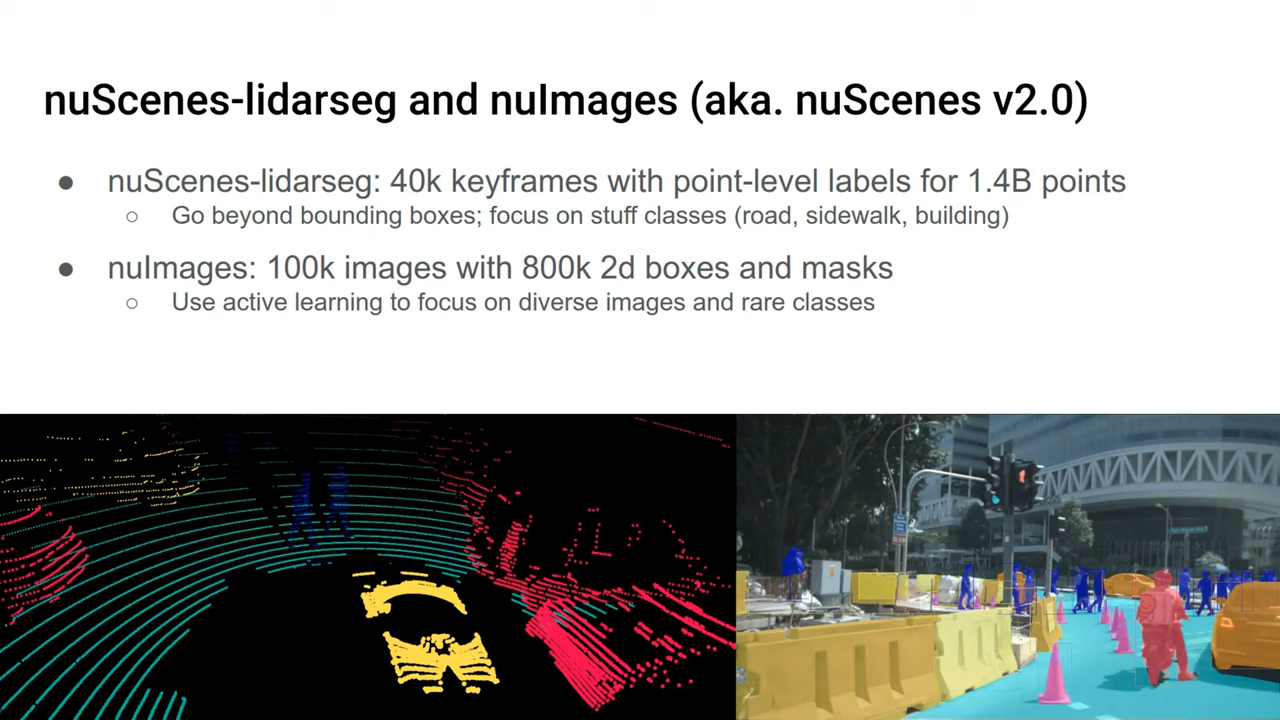 nuScenes-lidarseg and nuImages (aka. nuScenes v2.0)
● nuScenes-lidarseg: 40k keyframes with point-level labels for 1.4B points
○ Go beyond bounding boxes; focus on stuff classes (road, sidewalk, building)
● nuImages: 100k images with 800k 2d boxes and masks
○ Use active learning to focus on diverse images and rare classes